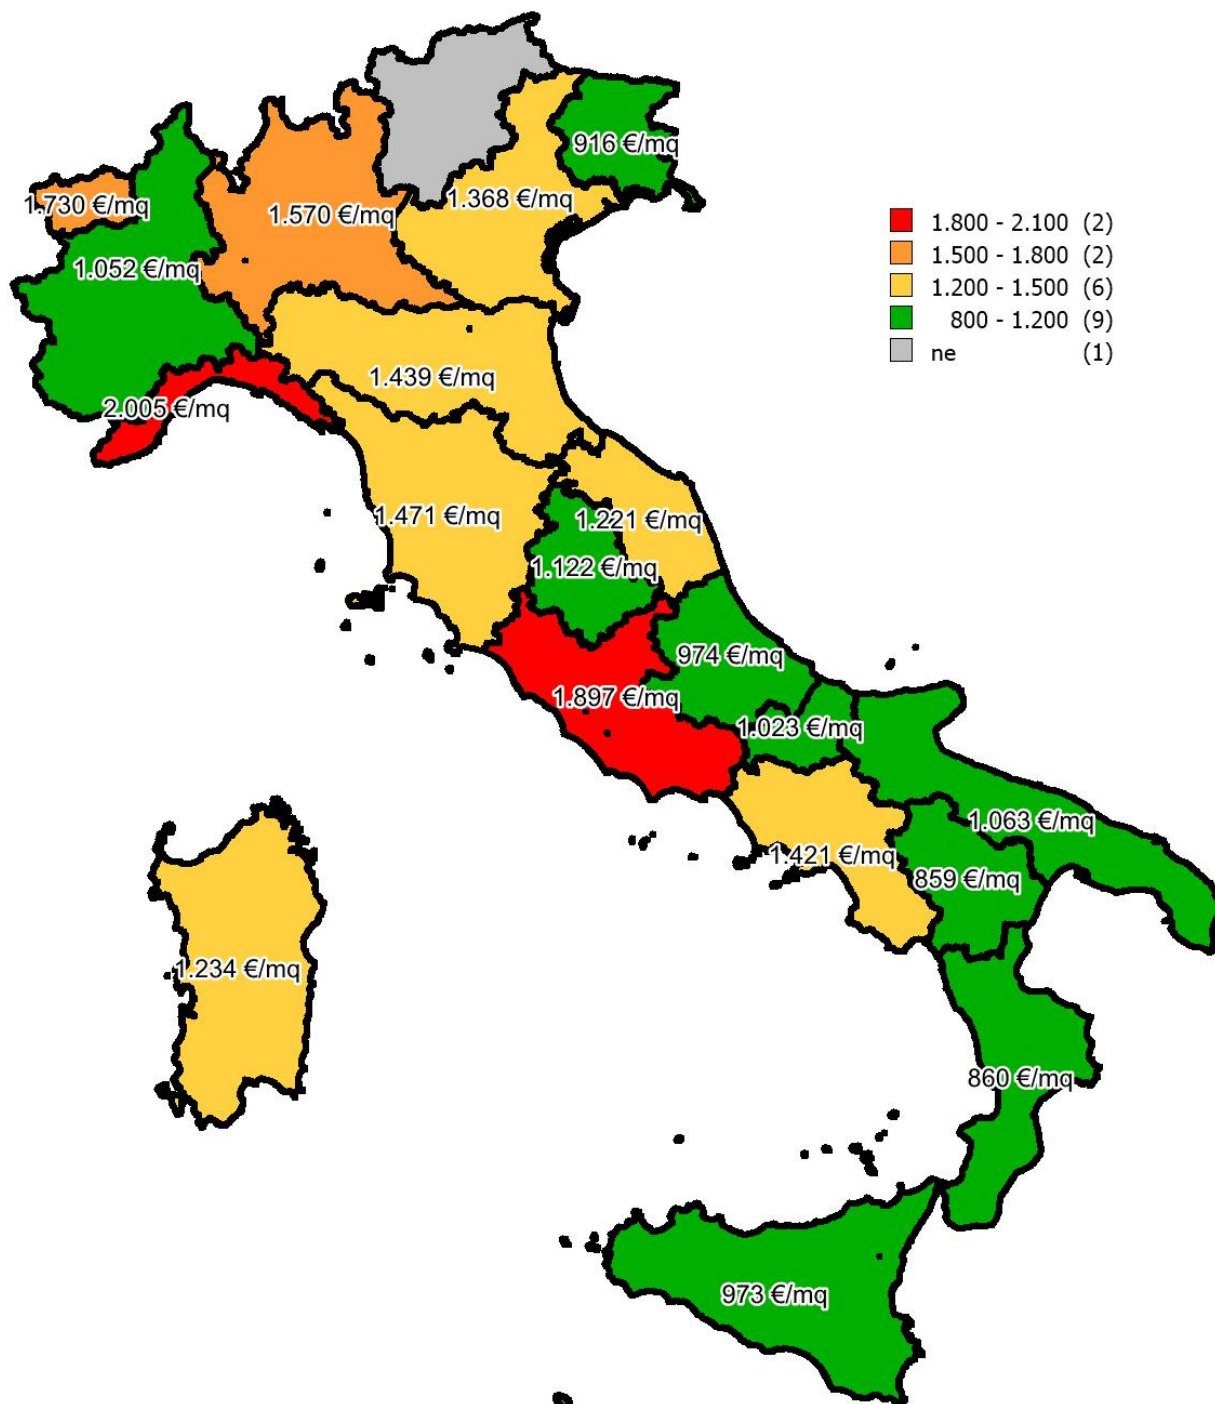 916 €/mq
1.730 €/mq
1.368 €/mq
1.570 €/mq
1.052 €/mq
1.800 - 2.100 (2)
1.500 - 1.800 (2)
1.200 - 1.500 (6)
800 - 1.200 (9)
ne (1)
1.439 €/mq
2.005 €/mq
1.471 €/mq
1.221 €/mq
1.122 €/mq
974 €/mq
1.897 €/mq
1.023 €/mq
1.063 €/mq
1.421 €/mq
859 €/mq
1.234 €/mq
860 €/mq
973 €/mq